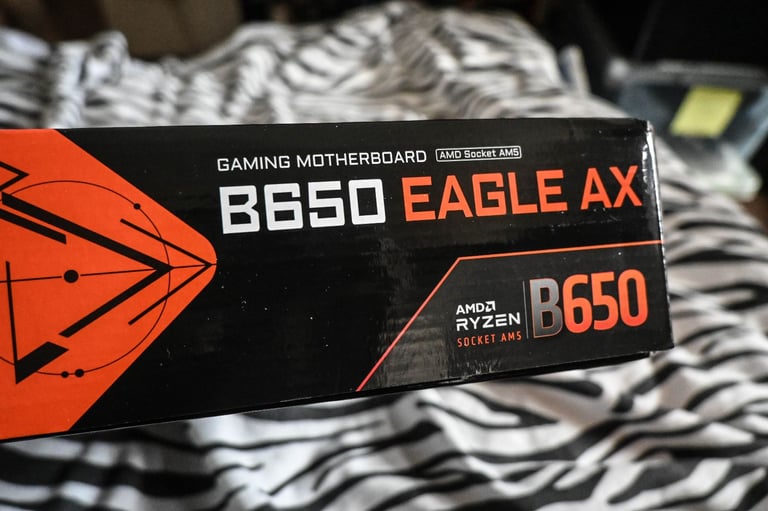 GAMING MOTHERBOARD AMD Socket AM5
B650 EAGLE AX
AMD
RYZEN
SOCKET AM5
B650